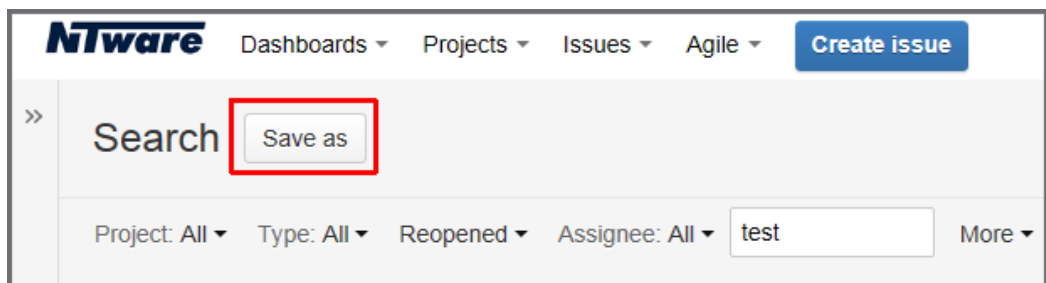 NTware Dashboards Projects Issues Agile Create issue
Search Save as
Project: All Type: All Reopened Assignee: All test More